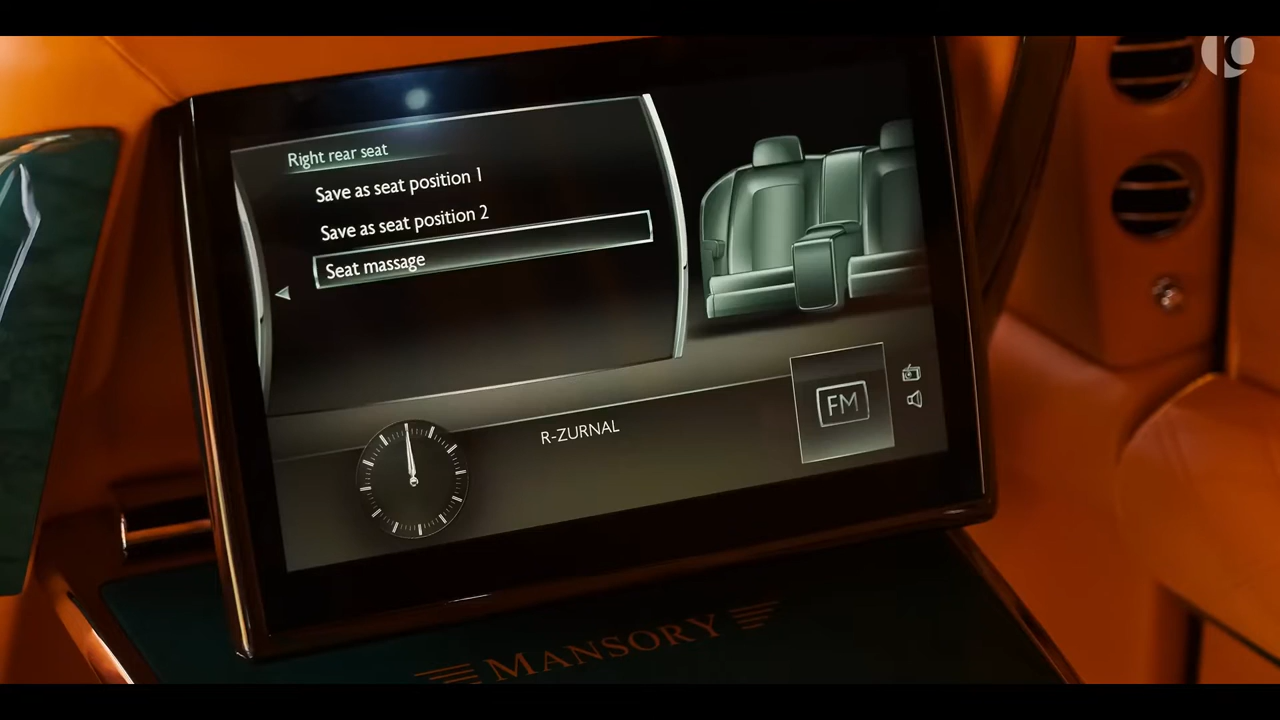 Right rear seat
Save as seat position 1
Save as seat position 2
Seat massage
R-ZURNAL
FM
MANSORY